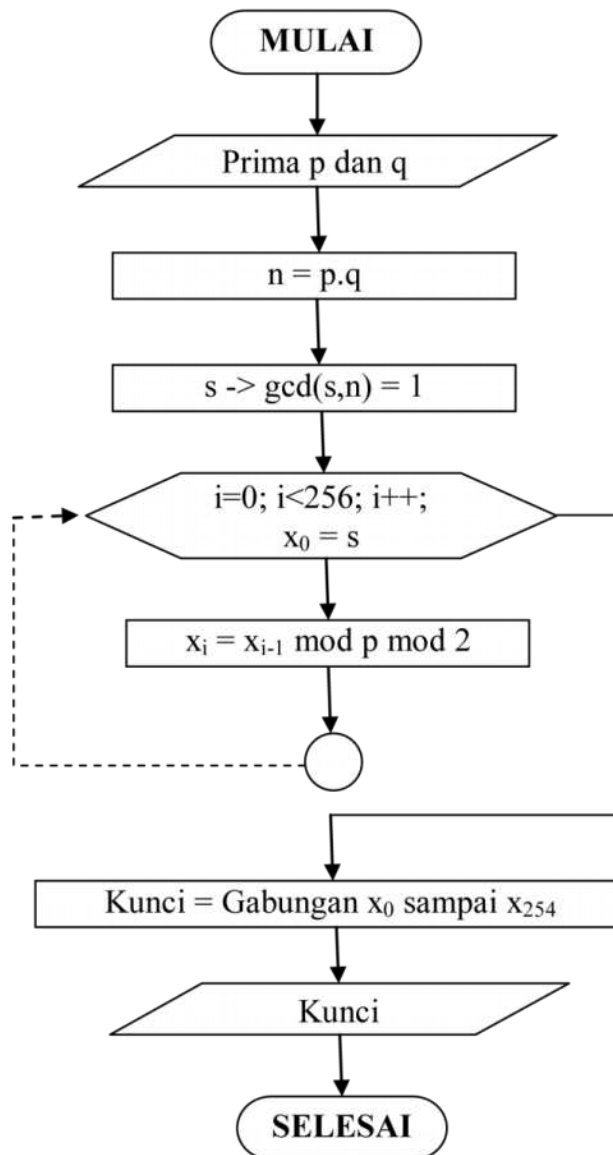 MULAI
Prima p dan q
n = p.q
s -> gcd(s,n) = 1
i=0; i<256; i++;
x₀ = s
xᵢ = xᵢ₋₁ mod p mod 2
Kunci = Gabungan x₀ sampai x₂₅₄
Kunci
SELESAI